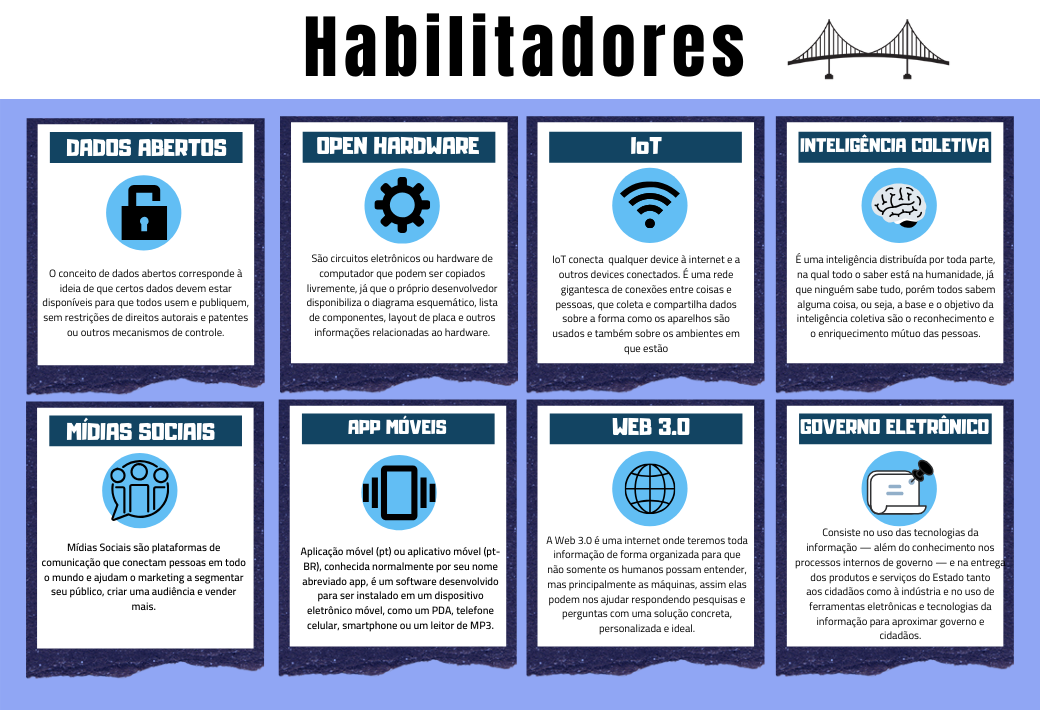 Habilitadores
DADOS ABERTOS
O conceito de dados abertos corresponde à
ideia de que certos dados devem estar
disponíveis para que todos usem e publiquem,
sem restrições de direitos autorais e patentes
ou outros mecanismos de controle.
OPEN HARDWARE
São circuitos eletrônicos ou hardware de
computador que podem ser copiados
livremente, já que o próprio desenvolvedor
disponibiliza o diagrama esquemático, lista
de componentes, layout de placa e outros
informações relacionadas ao hardware.
IoT
IoT conecta qualquer device à internet e a
outros devices conectados. É uma rede
gigantesca de conexões entre coisas e
pessoas, que coleta e compartilha dados
sobre a forma como os aparelhos são
usados e também sobre os ambientes em
que estão
INTELIGÊNCIA COLETIVA
É uma inteligência distribuída por toda parte,
na qual todo o saber está na humanidade, já
que ninguém sabe tudo, porém todos sabem
alguma coisa, ou seja, a base e o objetivo da
inteligência coletiva são o reconhecimento e
o enriquecimento mútuo das pessoas.
MÍDIAS SOCIAIS
Mídias Sociais são plataformas de
comunicação que conectam pessoas em todo
o mundo e ajudam o marketing a segmentar
seu público, criar uma audiência e vender
mais.
APP MÓVEIS
Aplicação móvel (pt) ou aplicativo móvel (pt-
BR), conhecida normalmente por seu nome
abreviado app, é um software desenvolvido
para ser instalado em um dispositivo
eletrônico móvel, como um PDA, telefone
celular, smartphone ou um leitor de MP3.
WEB 3.0
A Web 3.0 é uma internet onde teremos toda
informação de forma organizada para que
não somente os humanos possam entender,
mas principalmente as máquinas, assim elas
podem nos ajudar respondendo pesquisas e
perguntas com uma solução concreta,
personalizada e ideal.
GOVERNO ELETRÔNICO
Consiste no uso das tecnologias da
informação — além do conhecimento nos
processos internos de governo — e na entrega
dos produtos e serviços do Estado tanto
aos cidadãos como à indústria e no uso de
ferramentas eletrônicas e tecnologias da
informação para aproximar governo e
cidadãos.